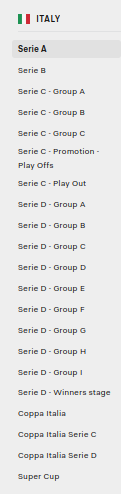 ITALY
Serie A
Serie B
Serie C - Group A
Serie C - Group B
Serie C - Group C
Serie C - Promotion -
Play Offs
Serie C - Play Out
Serie D - Group A
Serie D - Group B
Serie D - Group C
Serie D - Group D
Serie D - Group E
Serie D - Group F
Serie D - Group G
Serie D - Group H
Serie D - Group I
Serie D - Winners stage
Coppa Italia
Coppa Italia Serie C
Coppa Italia Serie D
Super Cup